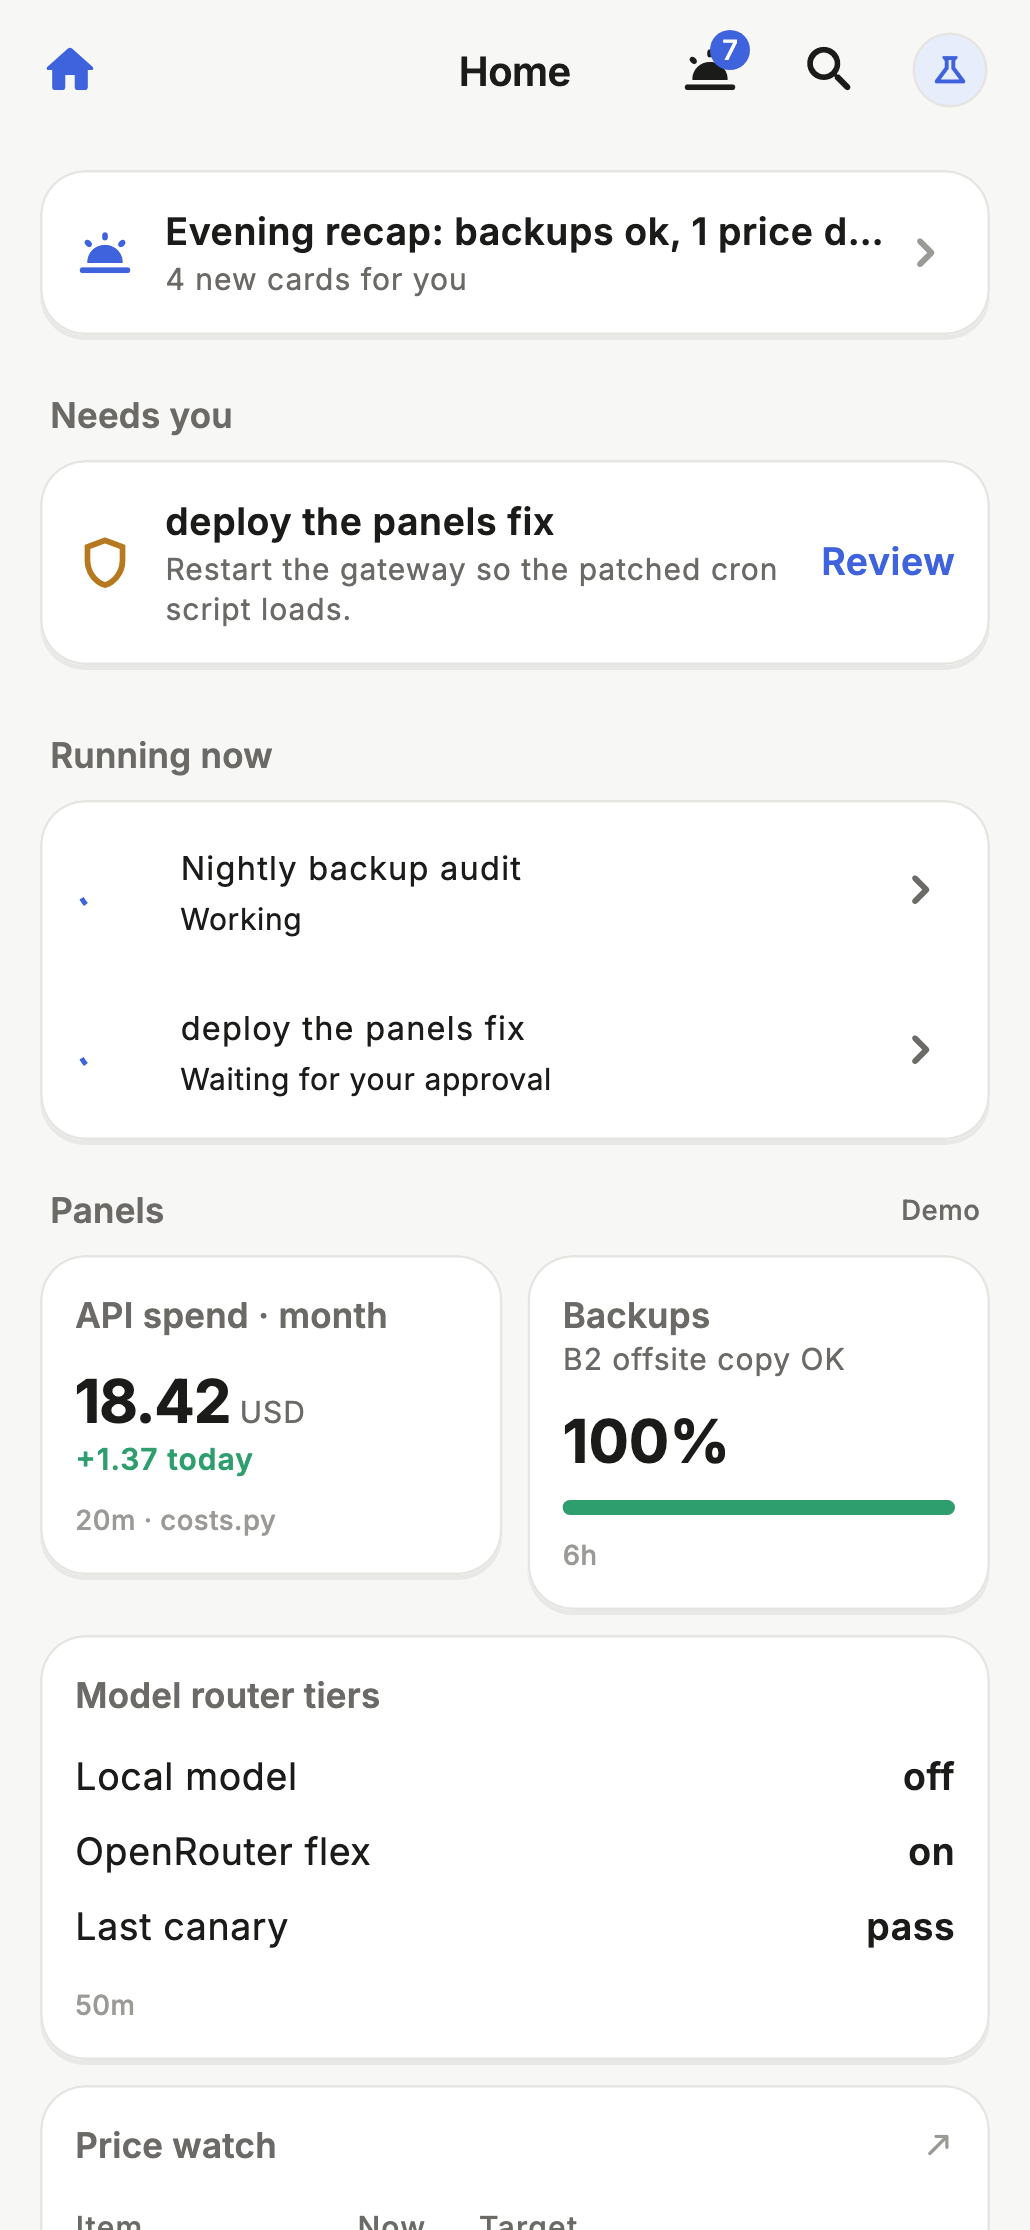 Home
7
Evening recap: backups ok, 1 price d...
4 new cards for you
Needs you
deploy the panels fix
Restart the gateway so the patched cron
script loads.
Review
Running now
Nightly backup audit
Working
deploy the panels fix
Waiting for your approval
Panels
Demo
API spend · month
18.42 USD
+1.37 today
20m · costs.py
Backups
B2 offsite copy OK
100%
6h
Model router tiers
Local model off
OpenRouter flex on
Last canary pass
50m
Price watch
Item Now Target